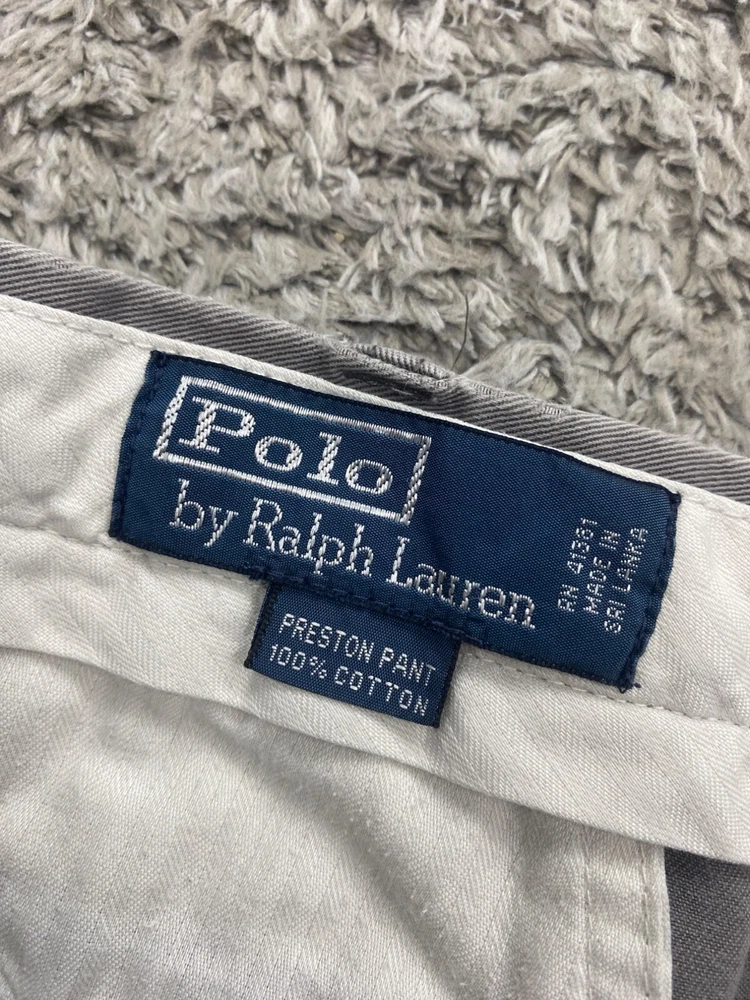 Polo
by Ralph Lauren
RN 41381
MADE IN
SRI LANKA
PRESTON PANT
100% COTTON